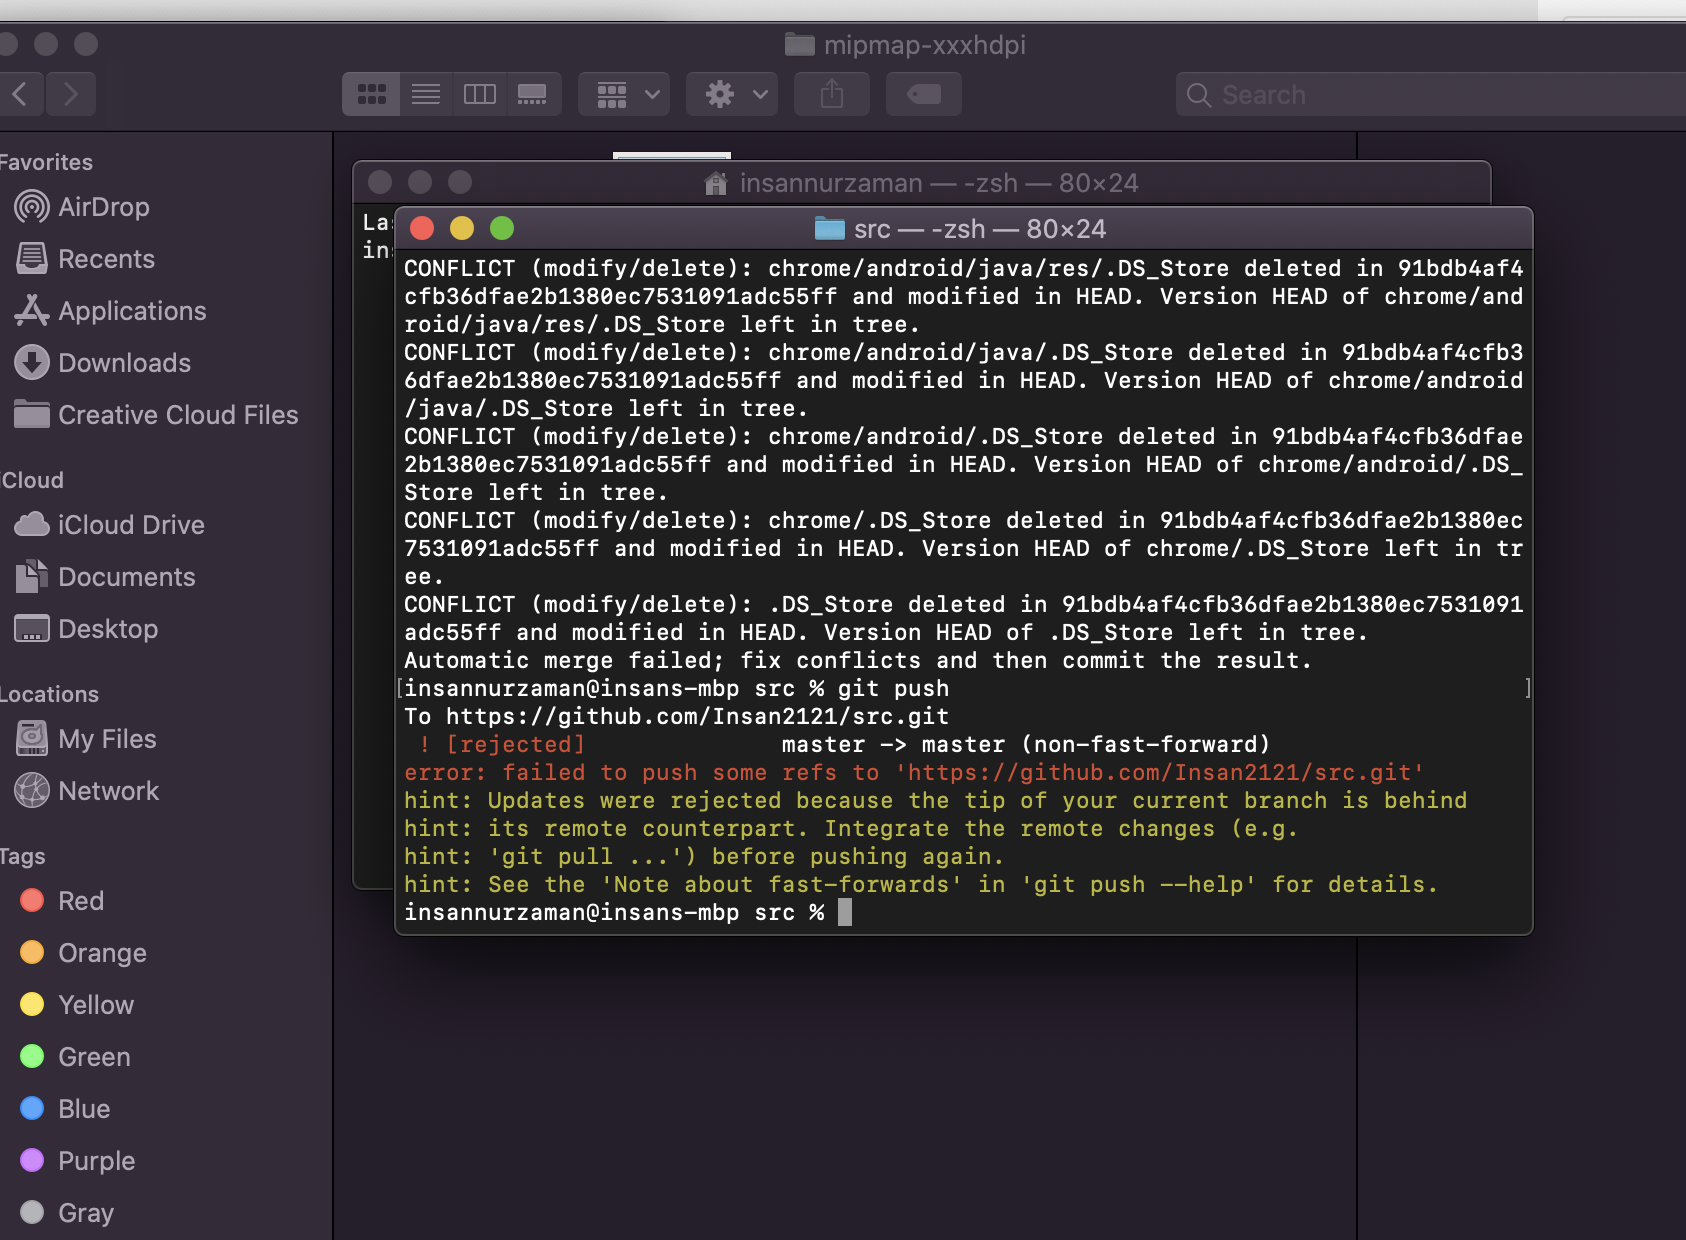 mipmap-xxxhdpi
Search
Favorites
AirDrop
Recents
Applications
Downloads
Creative Cloud Files
iCloud
iCloud Drive
Documents
Desktop
Locations
My Files
Network
Tags
Red
Orange
Yellow
Green
Blue
Purple
Gray
insannurzaman — -zsh — 80×24
src — -zsh — 80×24
CONFLICT (modify/delete): chrome/android/java/res/.DS_Store deleted in 91bdb4af4
cfb36dfae2b1380ec7531091adc55ff and modified in HEAD. Version HEAD of chrome/and
roid/java/res/.DS_Store left in tree.
CONFLICT (modify/delete): chrome/android/java/.DS_Store deleted in 91bdb4af4cfb3
6dfae2b1380ec7531091adc55ff and modified in HEAD. Version HEAD of chrome/android
/java/.DS_Store left in tree.
CONFLICT (modify/delete): chrome/android/.DS_Store deleted in 91bdb4af4cfb36dfae
2b1380ec7531091adc55ff and modified in HEAD. Version HEAD of chrome/android/.DS_
Store left in tree.
CONFLICT (modify/delete): chrome/.DS_Store deleted in 91bdb4af4cfb36dfae2b1380ec
7531091adc55ff and modified in HEAD. Version HEAD of chrome/.DS_Store left in tr
ee.
CONFLICT (modify/delete): .DS_Store deleted in 91bdb4af4cfb36dfae2b1380ec7531091
adc55ff and modified in HEAD. Version HEAD of .DS_Store left in tree.
Automatic merge failed; fix conflicts and then commit the result.
[insannurzaman@insans-mbp src % git push ]
To https://github.com/Insan2121/src.git
! [rejected] master -> master (non-fast-forward)
error: failed to push some refs to 'https://github.com/Insan2121/src.git'
hint: Updates were rejected because the tip of your current branch is behind
hint: its remote counterpart. Integrate the remote changes (e.g.
hint: 'git pull ...') before pushing again.
hint: See the 'Note about fast-forwards' in 'git push --help' for details.
insannurzaman@insans-mbp src %